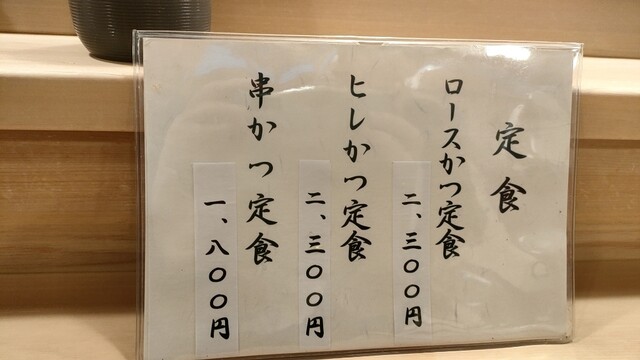 定食
ロースかつ定食
二、三〇〇円
ヒレかつ定食
二、三〇〇円
串かつ定食
一、八〇〇円